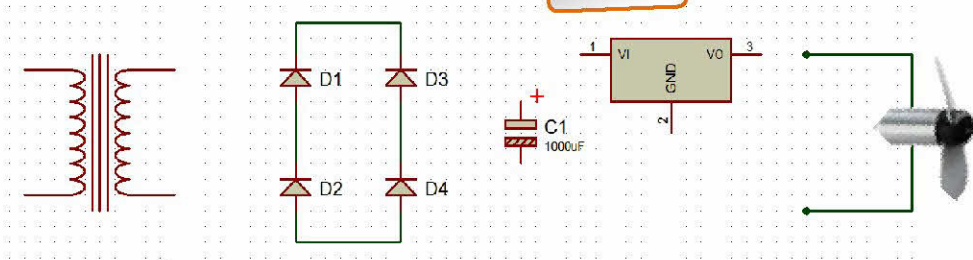 1 VI VO 3
GND
2
D1 D3
+
C1
1000uF
D2 D4